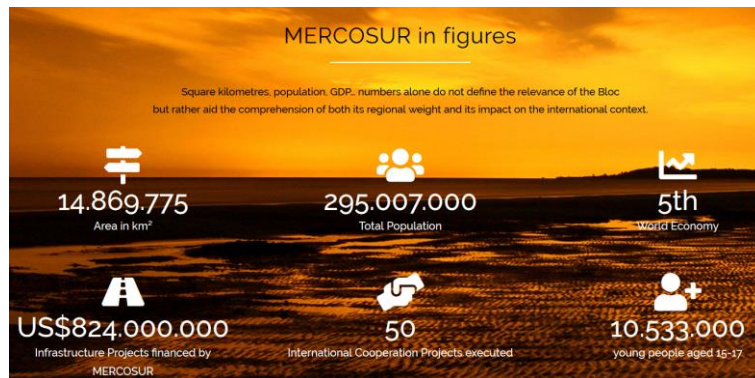 MERCOSUR in figures
Square kilometres, population, GDP... numbers alone do not define the relevance of the Bloc
but rather aid the comprehension of both its regional weight and its impact on the international context.
14.869.775
Area in km²
295.007.000
Total Population
5th
World Economy
US$824.000.000
Infrastructure Projects financed by
MERCOSUR
50
International Cooperation Projects executed
10.533.000
young people aged 15-17.